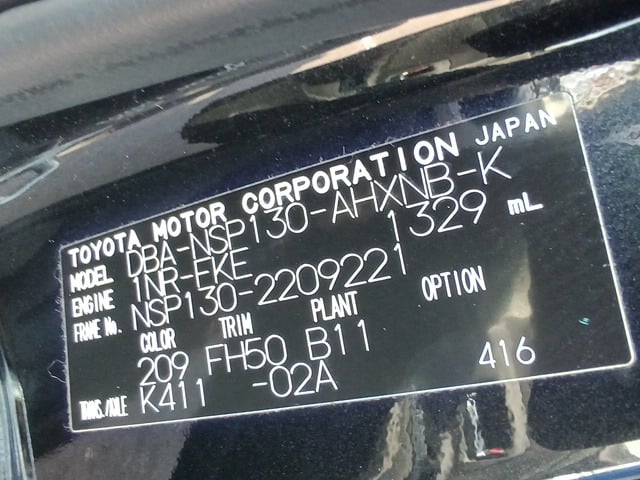 TOYOTA MOTOR CORPORATION JAPAN
MODEL DBA-NSP130-AHXNB-K
ENGINE 1NR-FKE 1329 mL
FRAME No. NSP130-2209221
COLOR TRIM PLANT OPTION
209 FH50 B11
TRANS./AXLE K411 -02A 416